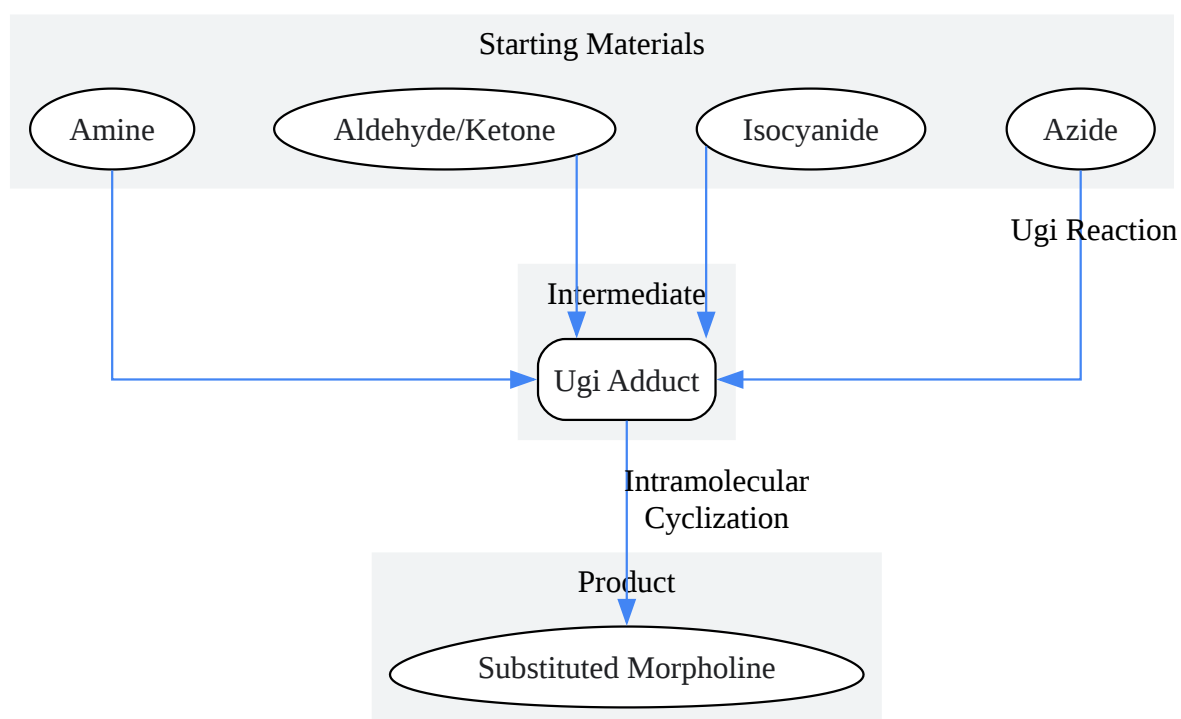 Starting Materials
Amine
Aldehyde/Ketone
Isocyanide
Azide
Ugi Reaction
Intermediate
Ugi Adduct
Intramolecular
Cyclization
Product
Substituted Morpholine